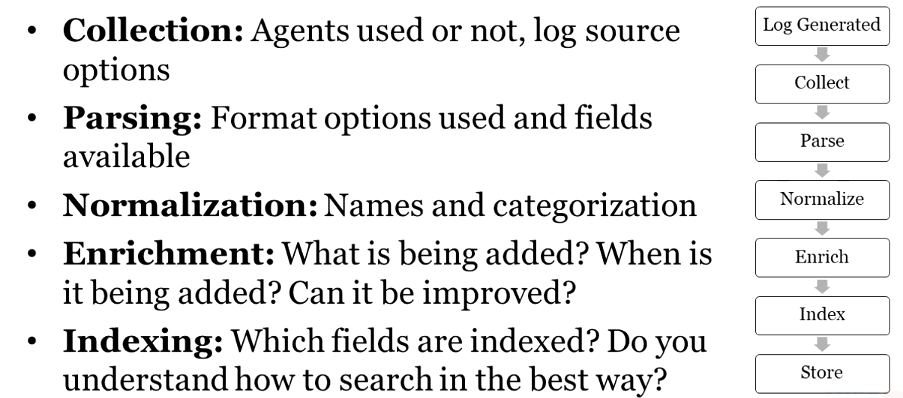 • Collection: Agents used or not, log source
options
• Parsing: Format options used and fields
available
• Normalization: Names and categorization
• Enrichment: What is being added? When is
it being added? Can it be improved?
• Indexing: Which fields are indexed? Do you
understand how to search in the best way?
Log Generated
Collect
Parse
Normalize
Enrich
Index
Store